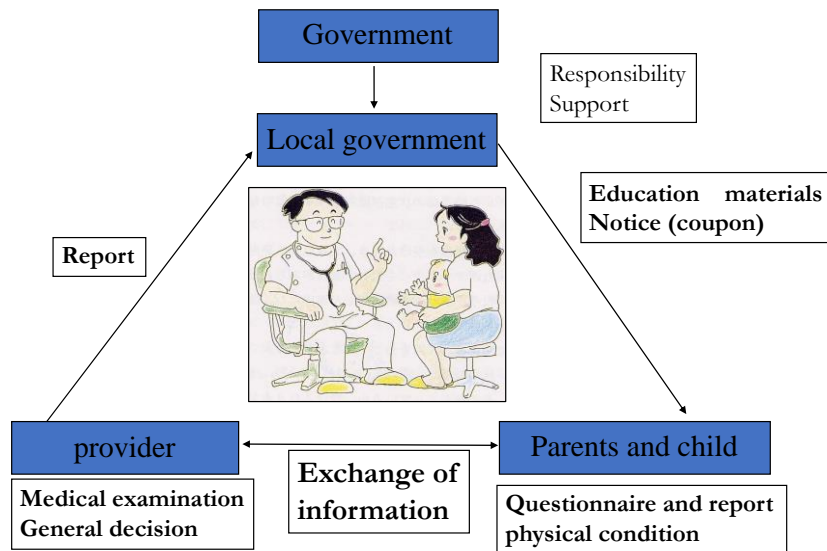 Government
Responsibility
Support
Local government
Education materials
Notice (coupon)
Report
provider
Parents and child
Exchange of
information
Medical examination
General decision
Questionnaire and report
physical condition